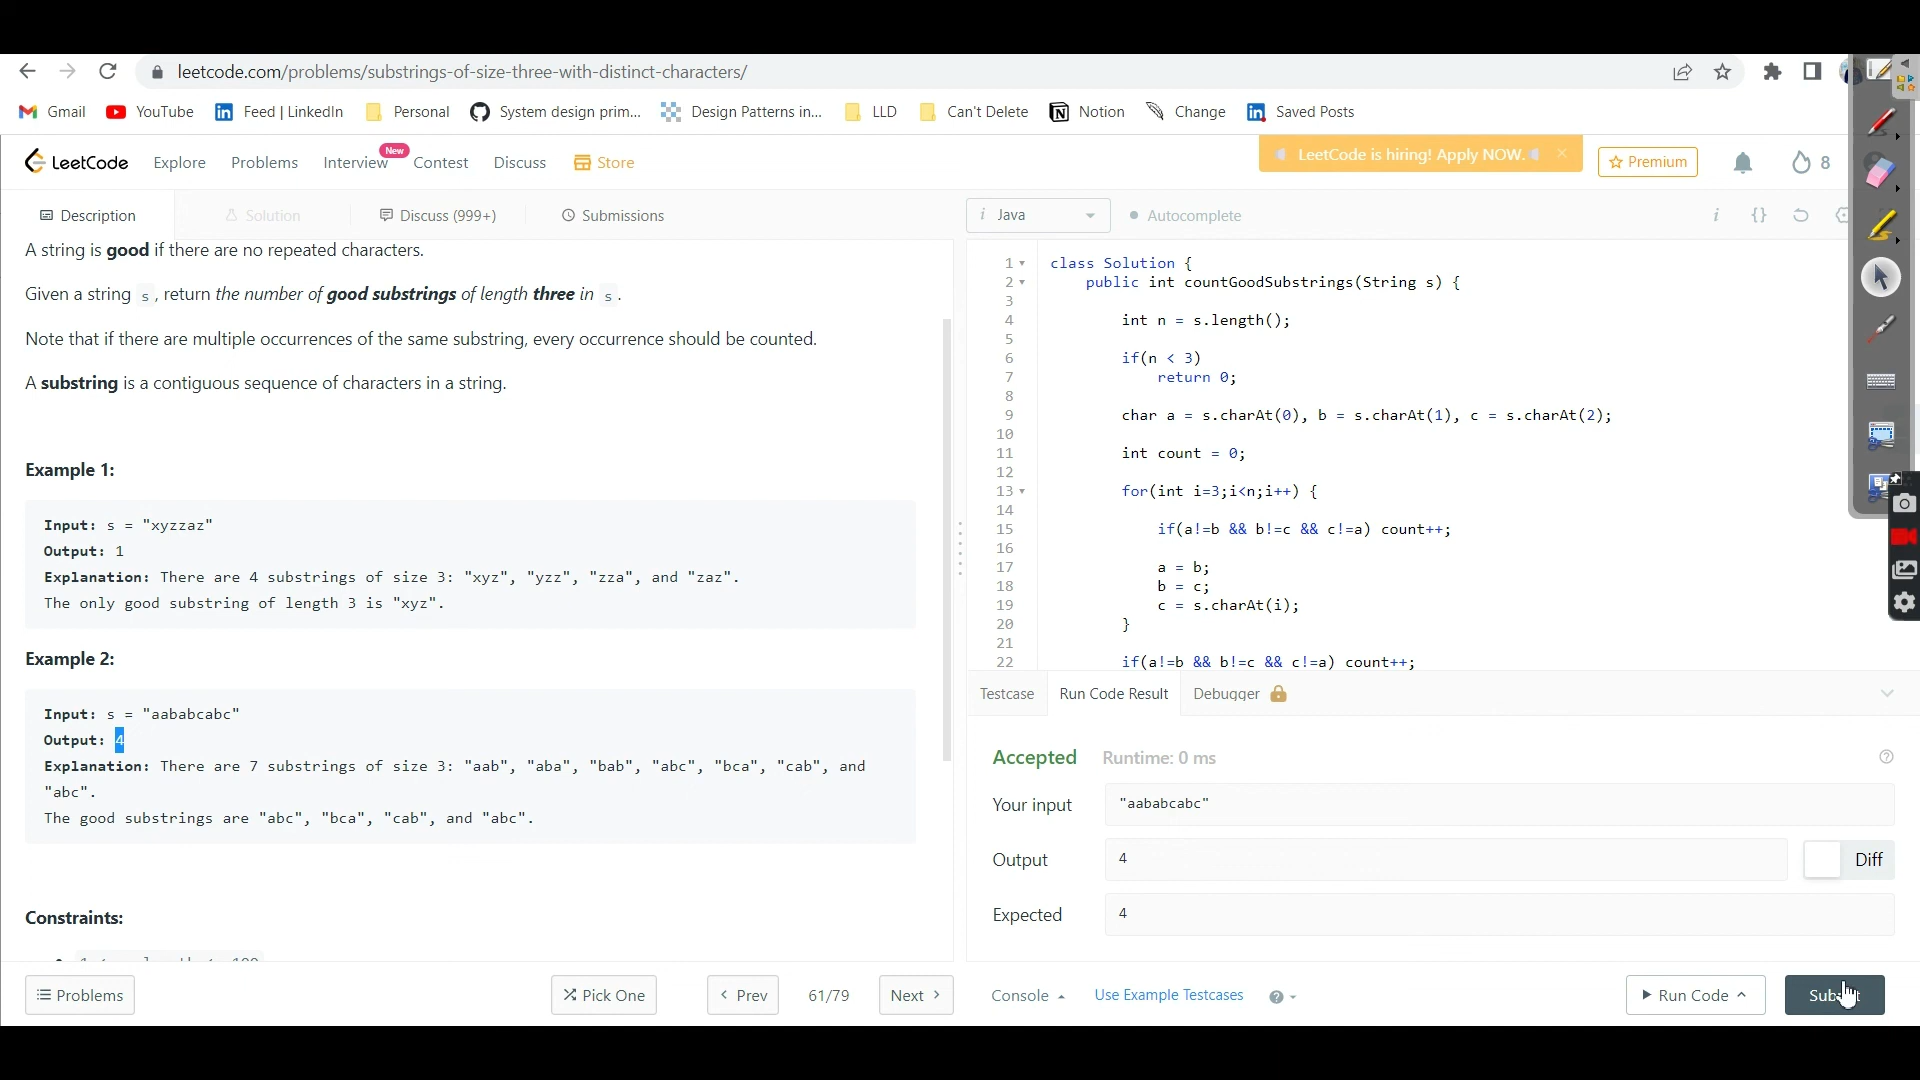 leetcode.com/problems/substrings-of-size-three-with-distinct-characters/
Gmail YouTube Feed | LinkedIn Personal System design prim... Design Patterns in... LLD Can't Delete Notion Change Saved Posts
LeetCode Explore Problems Interview New Contest Discuss Store LeetCode is hiring! Apply NOW. Premium 8
Description Solution Discuss (999+) Submissions
A string is good if there are no repeated characters.
Given a string s, return the number of good substrings of length three in s.
Note that if there are multiple occurrences of the same substring, every occurrence should be counted.
A substring is a contiguous sequence of characters in a string.
Example 1:
Input: s = "xyzzaz"
Output: 1
Explanation: There are 4 substrings of size 3: "xyz", "yzz", "zza", and "zaz".
The only good substring of length 3 is "xyz".
Example 2:
Input: s = "aababcabc"
Output: 4
Explanation: There are 7 substrings of size 3: "aab", "aba", "bab", "abc", "bca", "cab", and
"abc".
The good substrings are "abc", "bca", "cab", and "abc".
Constraints:
Problems Pick One Prev 61/79 Next
i Java Autocomplete i {}
1 class Solution {
2 public int countGoodSubstrings(String s) {
3
4 int n = s.length();
5
6 if(n < 3)
7 return 0;
8
9 char a = s.charAt(0), b = s.charAt(1), c = s.charAt(2);
10
11 int count = 0;
12
13 for(int i=3;i<n;i++) {
14
15 if(a!=b && b!=c && c!=a) count++;
16
17 a = b;
18 b = c;
19 c = s.charAt(i);
20 }
21
22 if(a!=b && b!=c && c!=a) count++;
Testcase Run Code Result Debugger
Accepted Runtime: 0 ms
Your input "aababcabc"
Output 4 Diff
Expected 4
Console Use Example Testcases Run Code